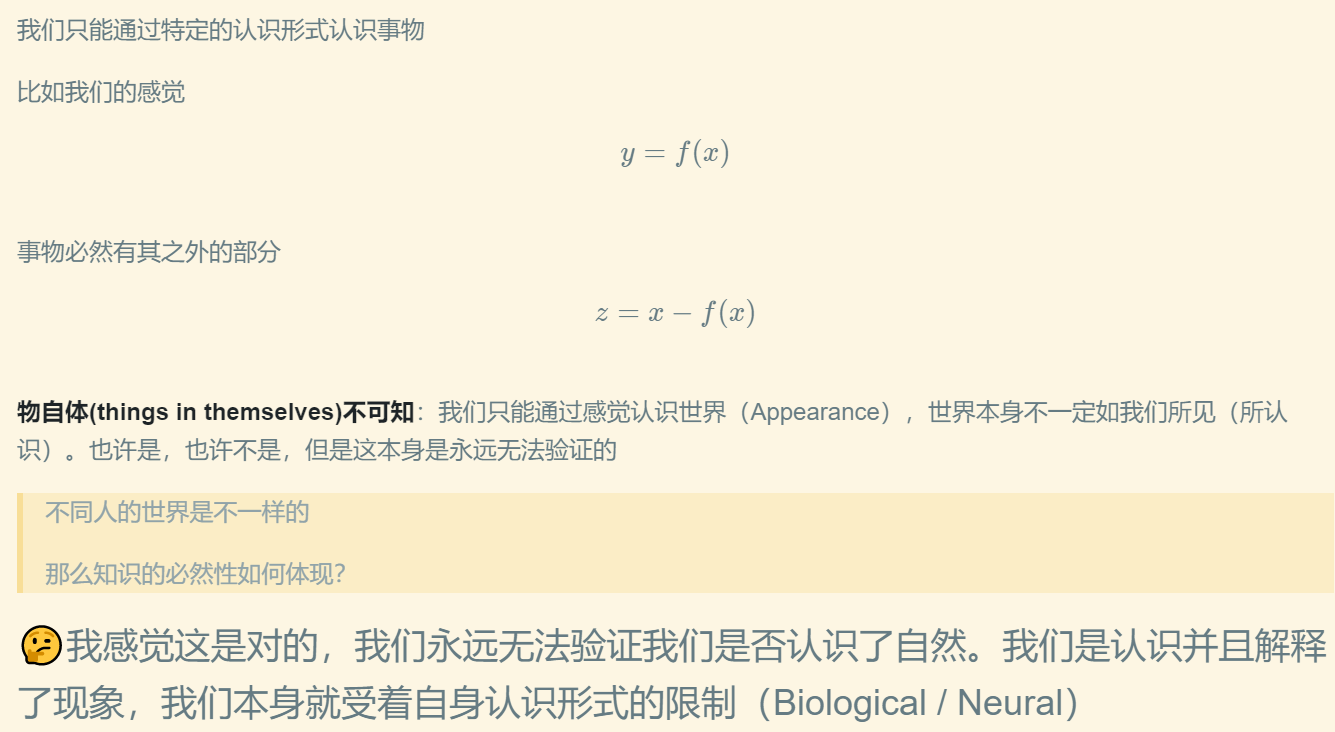 我们只能通过特定的认识形式认识事物
比如我们的感觉
y = f(x)
事物必然有其之外的部分
z = x − f(x)
物自体(things in themselves)不可知：我们只能通过感觉认识世界（Appearance），世界本身不一定如我们所见（所认
识）。也许是，也许不是，但是这本身是永远无法验证的
不同人的世界是不一样的
那么知识的必然性如何体现？
🤔我感觉这是对的，我们永远无法验证我们是否认识了自然。我们是认识并且解释
了现象，我们本身就受着自身认识形式的限制（Biological / Neural）